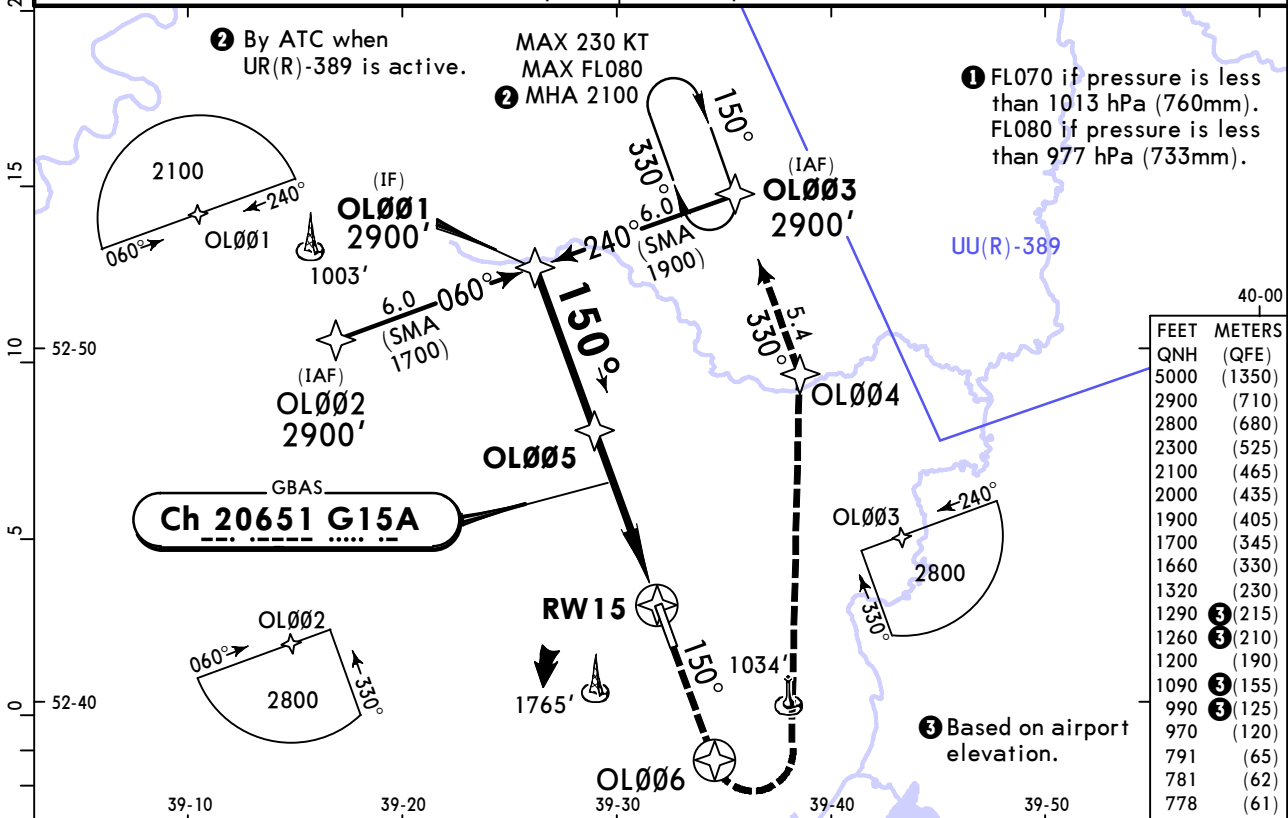 ❷ By ATC when
UR(R)-389 is active.
MAX 230 KT
MAX FL080
❷ MHA 2100
❶ FL070 if pressure is less
than 1013 hPa (760mm).
FL080 if pressure is less
than 977 hPa (733mm).
2100
240°
060°
OLØØ1
1003'
(IF)
OLØØ1
2900'
150°
330°
(IAF)
OLØØ3
2900'
6.0
240°
(SMA
1900)
UU(R)-389
6.0
060°
(SMA
1700)
(IAF)
OLØØ2
2900'
150°
5.4
330°
OLØØ4
OLØØ5
GBAS
Ch 20651 G15A
OLØØ3
240°
2800
330°
RW15
150°
OLØØ2
060°
2800
330°
1765'
1034'
OLØØ6
❸ Based on airport
elevation.
15
10
5
0
52-50
52-40
39-10
39-20
39-30
39-40
39-50
40-00
FEET METERS
QNH (QFE)
5000 (1350)
2900 (710)
2800 (680)
2300 (525)
2100 (465)
2000 (435)
1900 (405)
1700 (345)
1660 (330)
1320 (230)
1290 ❸(215)
1260 ❸(210)
1200 (190)
1090 ❸(155)
990 ❸(125)
970 (120)
791 (65)
781 (62)
778 (61)